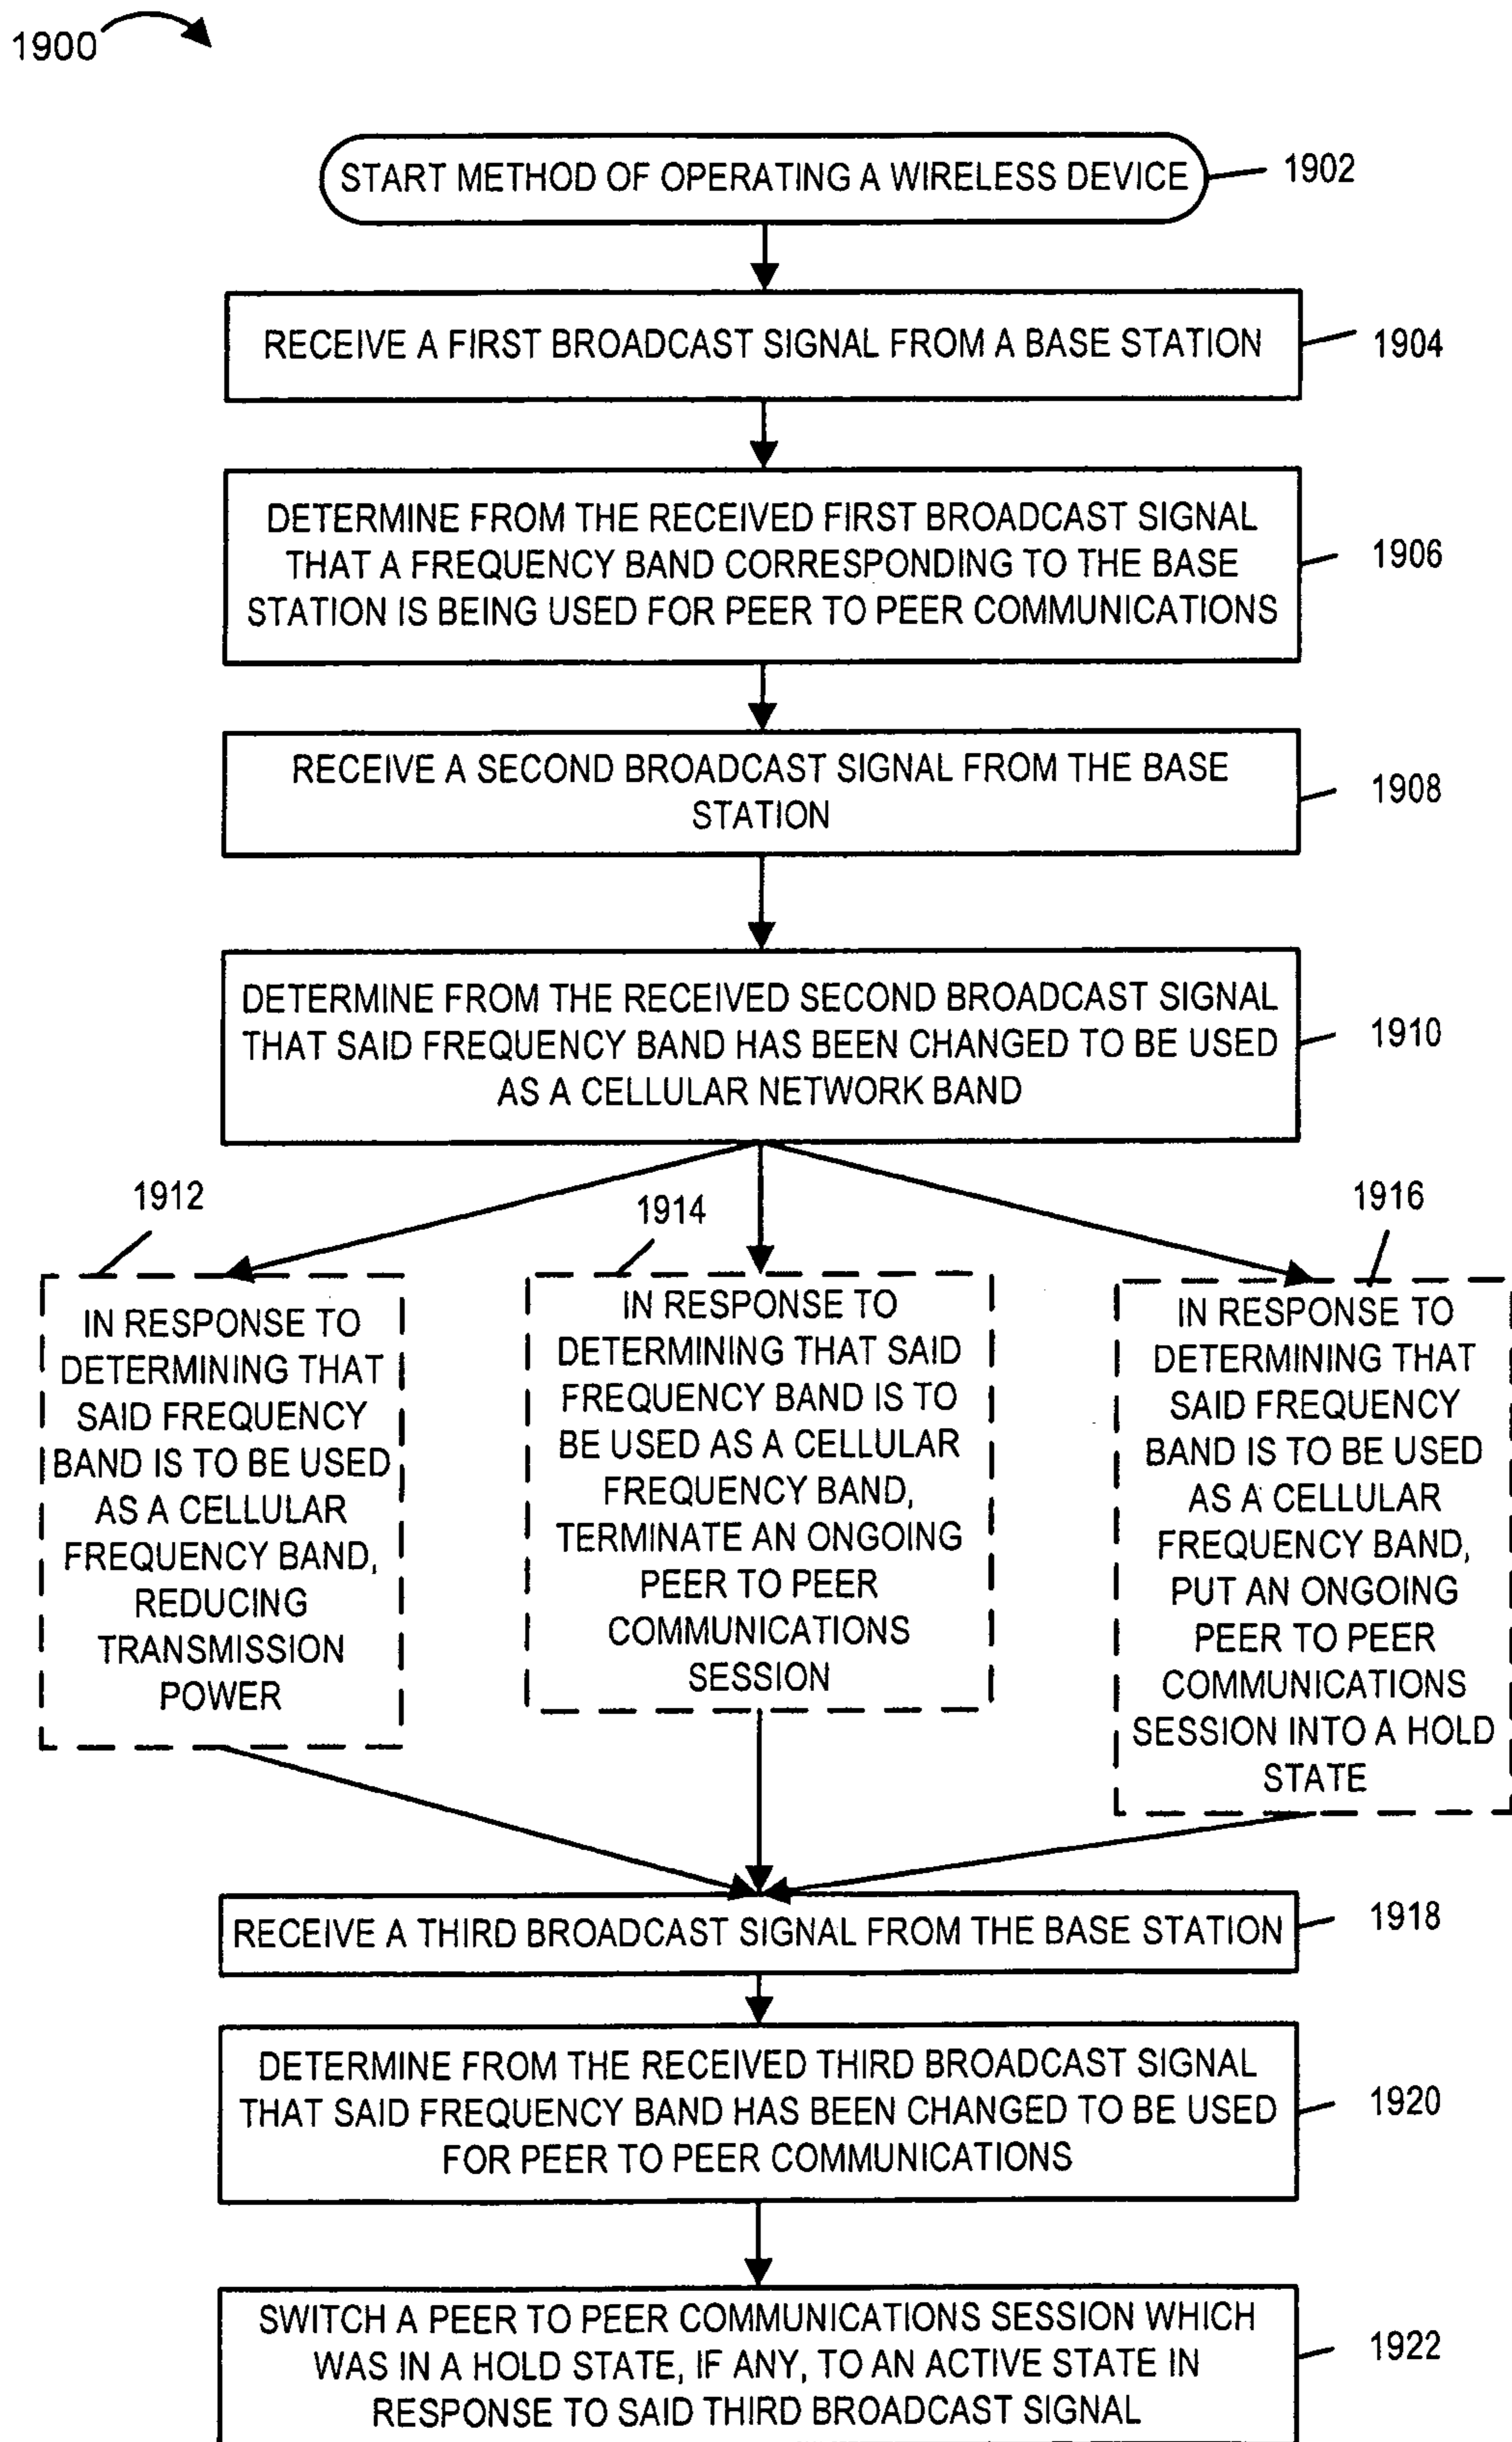 1900
START METHOD OF OPERATING A WIRELESS DEVICE
1902
RECEIVE A FIRST BROADCAST SIGNAL FROM A BASE STATION
1904
DETERMINE FROM THE RECEIVED FIRST BROADCAST SIGNAL
THAT A FREQUENCY BAND CORRESPONDING TO THE BASE
STATION IS BEING USED FOR PEER TO PEER COMMUNICATIONS
1906
RECEIVE A SECOND BROADCAST SIGNAL FROM THE BASE
STATION
1908
DETERMINE FROM THE RECEIVED SECOND BROADCAST SIGNAL
THAT SAID FREQUENCY BAND HAS BEEN CHANGED TO BE USED
AS A CELLULAR NETWORK BAND
1910
1912
IN RESPONSE TO
DETERMINING THAT
SAID FREQUENCY
BAND IS TO BE USED
AS A CELLULAR
FREQUENCY BAND,
REDUCING
TRANSMISSION
POWER
1914
IN RESPONSE TO
DETERMINING THAT SAID
FREQUENCY BAND IS TO
BE USED AS A CELLULAR
FREQUENCY BAND,
TERMINATE AN ONGOING
PEER TO PEER
COMMUNICATIONS
SESSION
1916
IN RESPONSE TO
DETERMINING THAT
SAID FREQUENCY
BAND IS TO BE USED
AS A CELLULAR
FREQUENCY BAND,
PUT AN ONGOING
PEER TO PEER
COMMUNICATIONS
SESSION INTO A HOLD
STATE
RECEIVE A THIRD BROADCAST SIGNAL FROM THE BASE STATION
1918
DETERMINE FROM THE RECEIVED THIRD BROADCAST SIGNAL
THAT SAID FREQUENCY BAND HAS BEEN CHANGED TO BE USED
FOR PEER TO PEER COMMUNICATIONS
1920
SWITCH A PEER TO PEER COMMUNICATIONS SESSION WHICH
WAS IN A HOLD STATE, IF ANY, TO AN ACTIVE STATE IN
RESPONSE TO SAID THIRD BROADCAST SIGNAL
1922